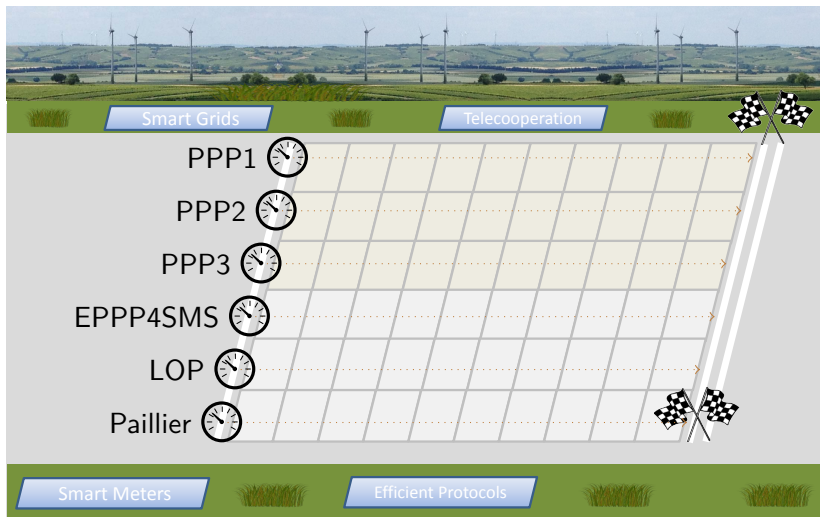 Smart Grids
Telecooperation
PPP1
PPP2
PPP3
EPPP4SMS
LOP
Paillier
Smart Meters
Efficient Protocols